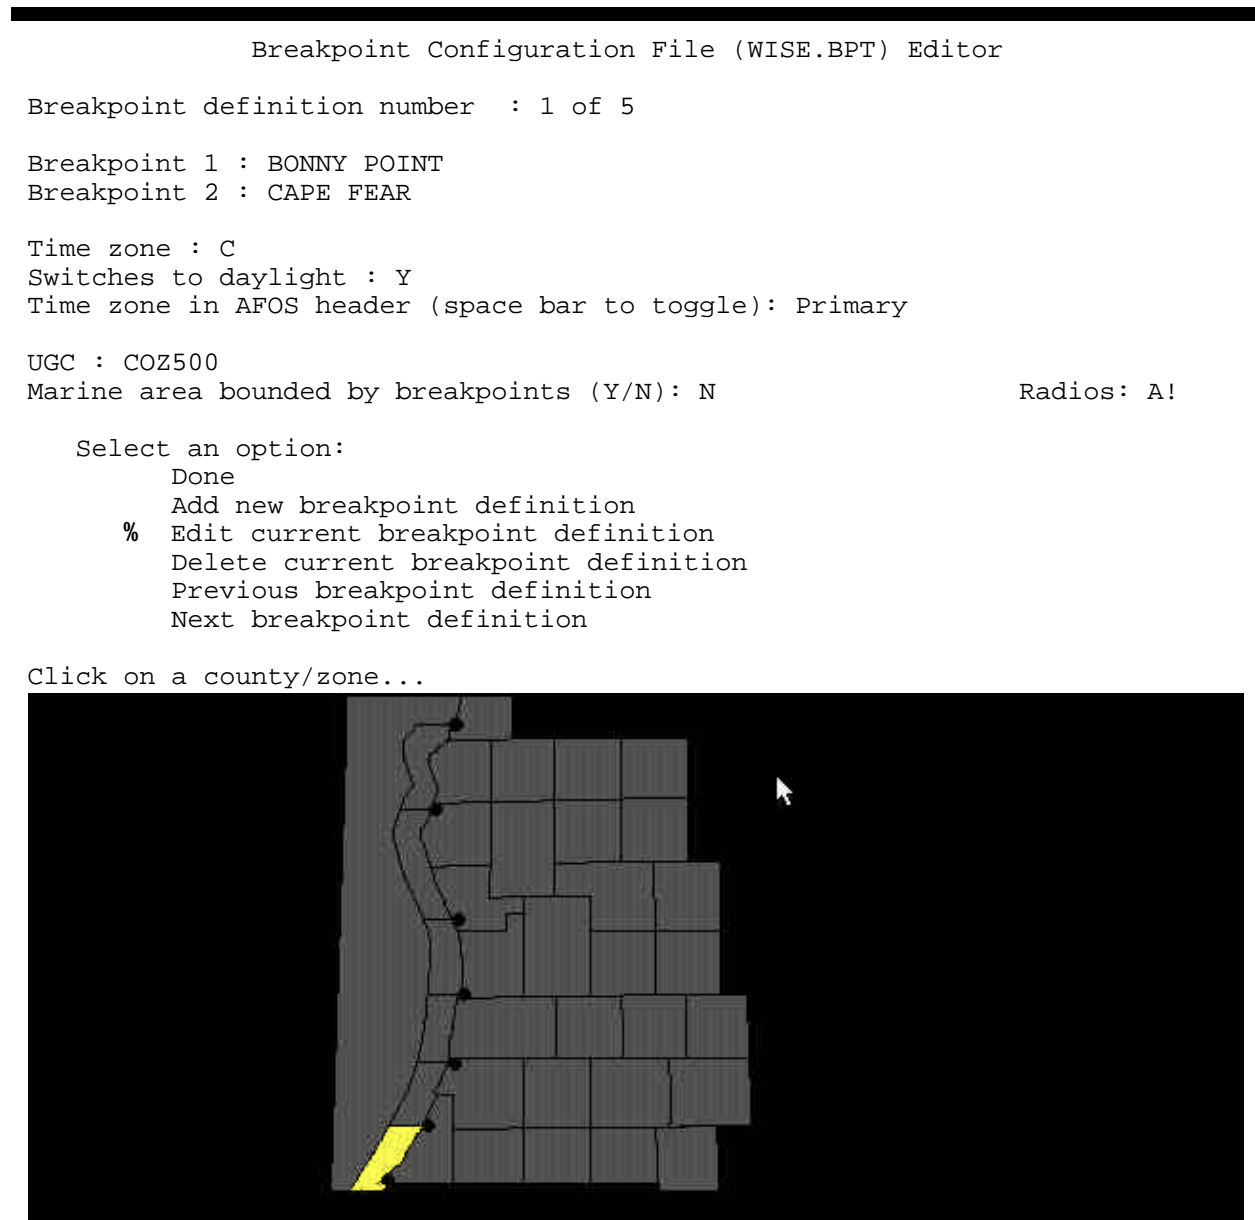 Breakpoint Configuration File (WISE.BPT) Editor
Breakpoint definition number  : 1 of 5
Breakpoint 1 : BONNY POINT
Breakpoint 2 : CAPE FEAR
Time zone : C
Switches to daylight : Y
Time zone in AFOS header (space bar to toggle): Primary
UGC : COZ500
Marine area bounded by breakpoints (Y/N): N Radios: A!
Select an option:
Done
Add new breakpoint definition
% Edit current breakpoint definition
Delete current breakpoint definition
Previous breakpoint definition
Next breakpoint definition
Click on a county/zone...